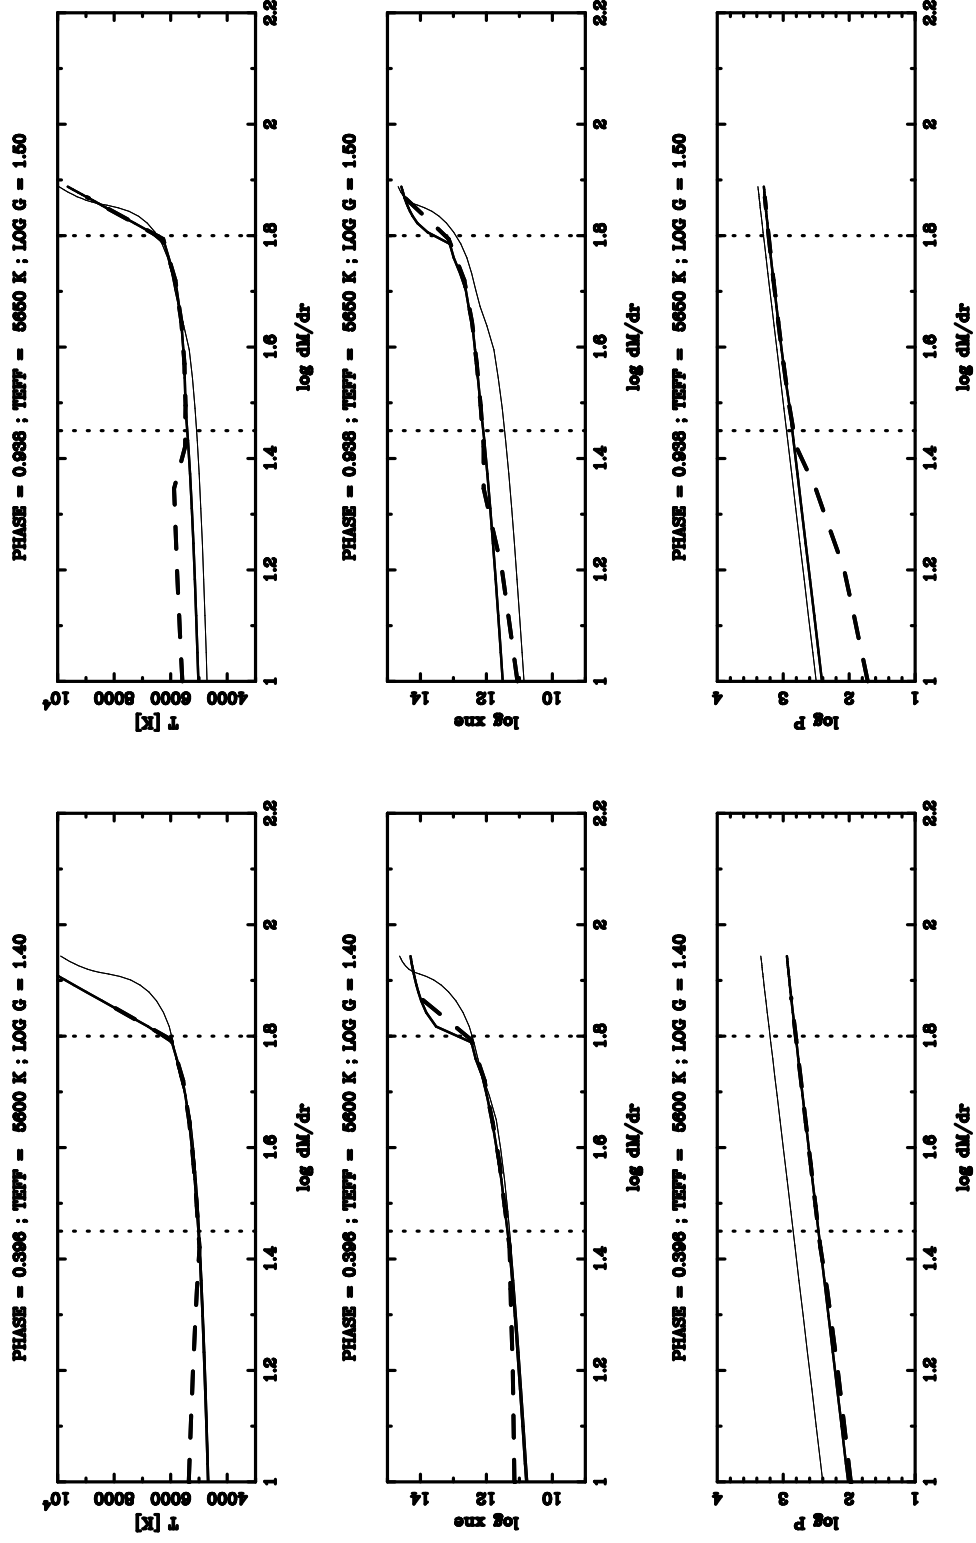 PHASE = 0.396 ; TEFF = 5600 K ; LOG G = 1.40
10⁴
8000
6000
4000
T [K]
1 1.2 1.4 1.6 1.8 2 2.2
log dM/dr
PHASE = 0.938 ; TEFF = 5650 K ; LOG G = 1.50
10⁴
8000
6000
4000
T [K]
1 1.2 1.4 1.6 1.8 2 2.2
log dM/dr
PHASE = 0.396 ; TEFF = 5600 K ; LOG G = 1.40
14
12
10
log xne
1 1.2 1.4 1.6 1.8 2 2.2
log dM/dr
PHASE = 0.938 ; TEFF = 5650 K ; LOG G = 1.50
14
12
10
log xne
1 1.2 1.4 1.6 1.8 2 2.2
log dM/dr
PHASE = 0.396 ; TEFF = 5600 K ; LOG G = 1.40
4
3
2
1
log P
1 1.2 1.4 1.6 1.8 2 2.2
log dM/dr
PHASE = 0.938 ; TEFF = 5650 K ; LOG G = 1.50
4
3
2
1
log P
1 1.2 1.4 1.6 1.8 2 2.2
log dM/dr